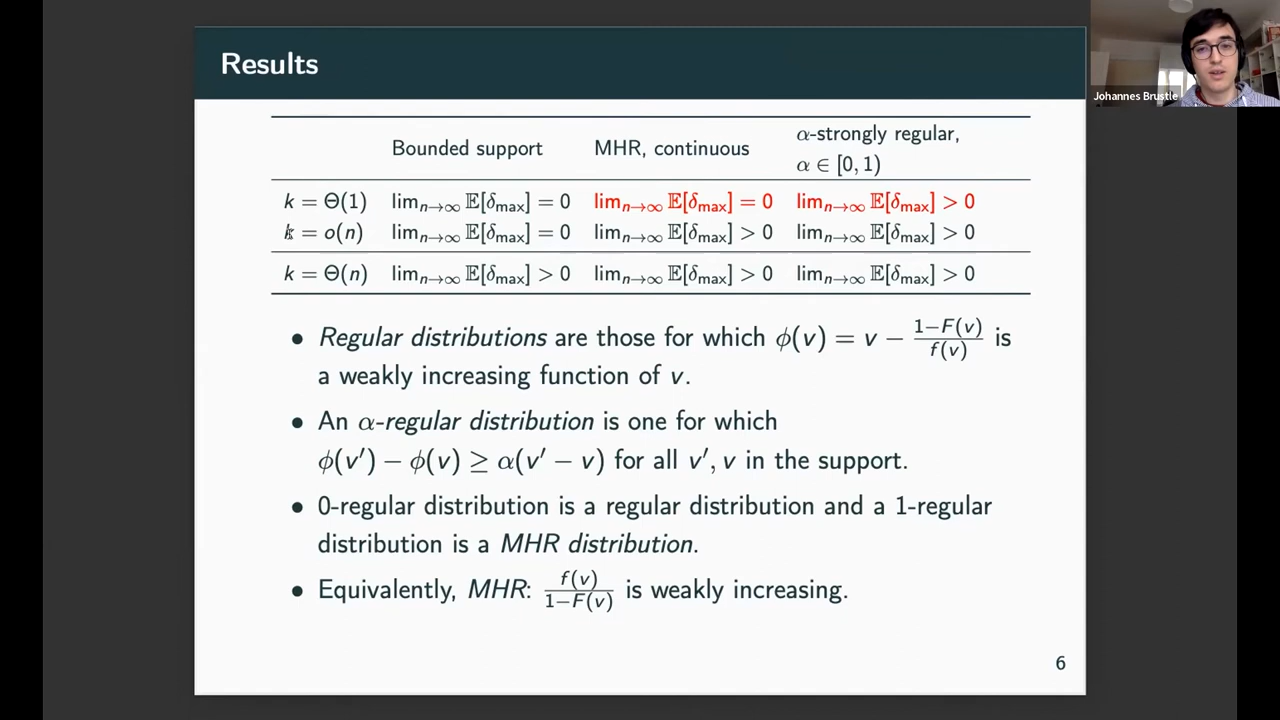 Results
Johannes Brustle
Bounded support MHR, continuous α-strongly regular,
α ∈ [0, 1)
k = Θ(1) lim_{n→∞} 𝔼[δ_max] = 0 lim_{n→∞} 𝔼[δ_max] = 0 lim_{n→∞} 𝔼[δ_max] > 0
k = o(n) lim_{n→∞} 𝔼[δ_max] = 0 lim_{n→∞} 𝔼[δ_max] > 0 lim_{n→∞} 𝔼[δ_max] > 0
k = Θ(n) lim_{n→∞} 𝔼[δ_max] > 0 lim_{n→∞} 𝔼[δ_max] > 0 lim_{n→∞} 𝔼[δ_max] > 0
• Regular distributions are those for which ϕ(v) = v − \frac{1−F(v)}{f(v)} is
a weakly increasing function of v.
• An α-regular distribution is one for which
ϕ(v′) − ϕ(v) ≥ α(v′ − v) for all v′, v in the support.
• 0-regular distribution is a regular distribution and a 1-regular
distribution is a MHR distribution.
• Equivalently, MHR: \frac{f(v)}{1−F(v)} is weakly increasing.
6